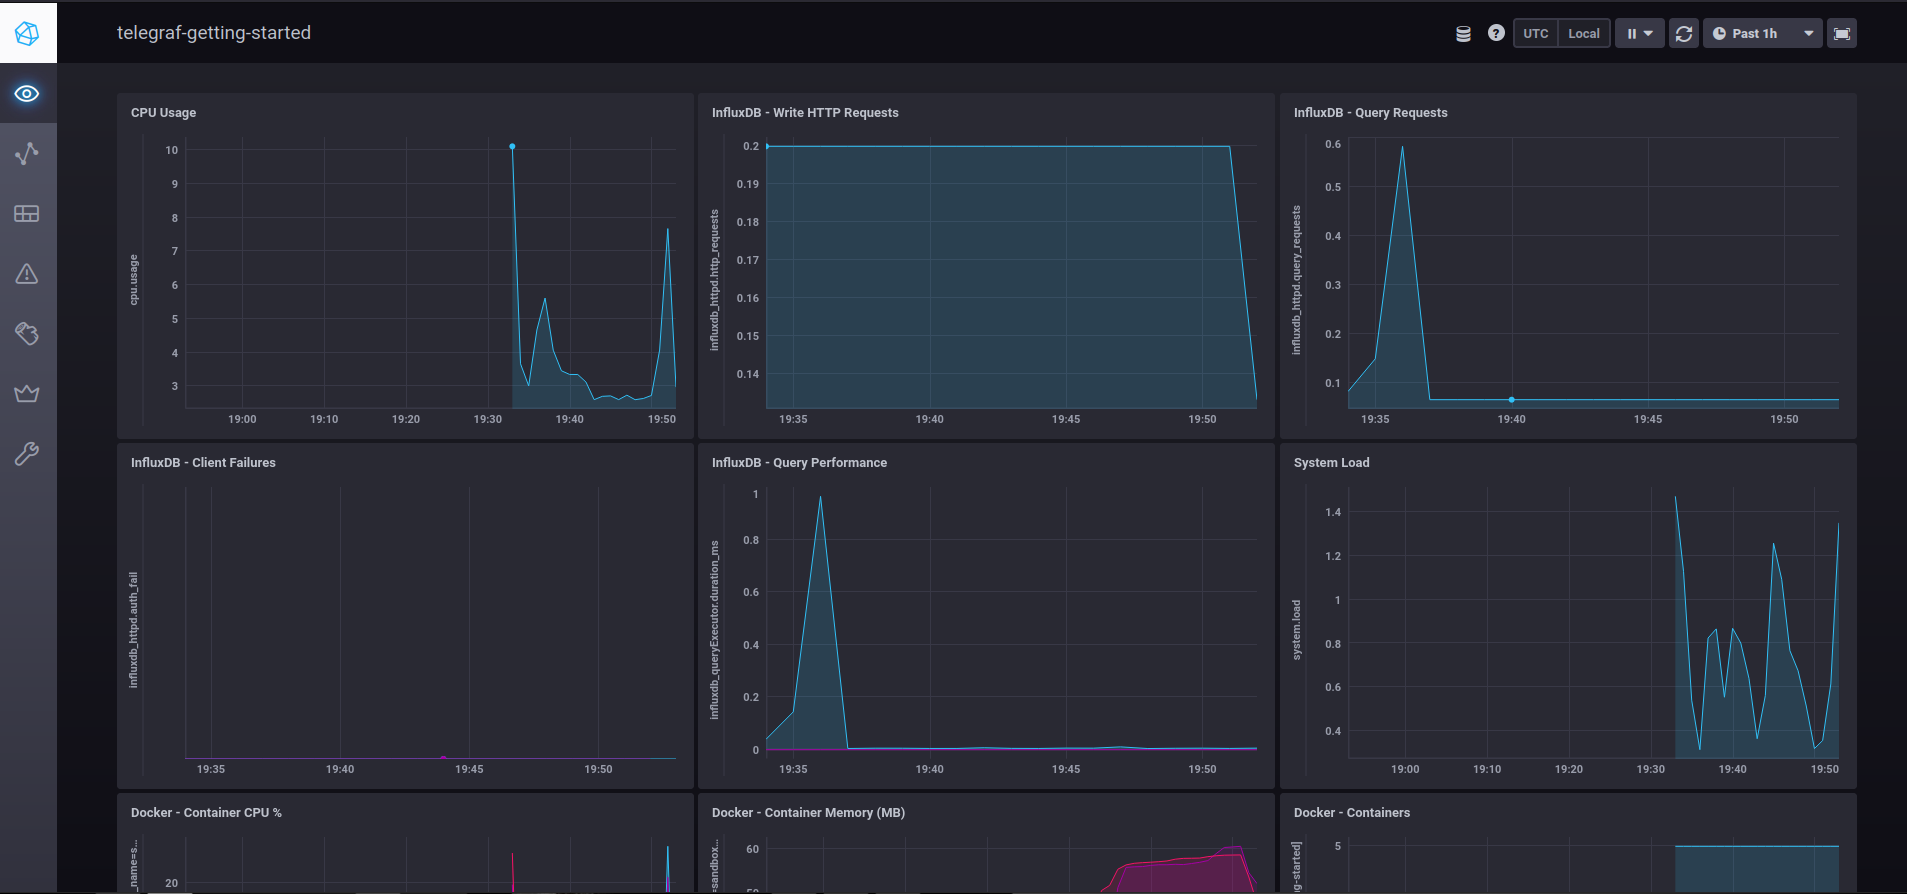 telegraf-getting-started
UTC Local Past 1h
CPU Usage
cpu.usage
10
9
8
7
6
5
4
3
19:00 19:10 19:20 19:30 19:40 19:50
InfluxDB - Write HTTP Requests
influxdb_httpd.http_requests
0.2
0.19
0.18
0.17
0.16
0.15
0.14
19:35 19:40 19:45 19:50
InfluxDB - Query Requests
influxdb_httpd.query_requests
0.6
0.5
0.4
0.3
0.2
0.1
19:35 19:40 19:45 19:50
InfluxDB - Client Failures
influxdb_httpd.auth_fail
19:35 19:40 19:45 19:50
InfluxDB - Query Performance
influxdb_queryExecutor.duration_ms
1
0.8
0.6
0.4
0.2
0
19:35 19:40 19:45 19:50
System Load
system.load
1.4
1.2
1
0.8
0.6
0.4
19:00 19:10 19:20 19:30 19:40 19:50
Docker - Container CPU %
_name=s...
20
Docker - Container Memory (MB)
-sandbox...
60
50
Docker - Containers
ng-started]
5